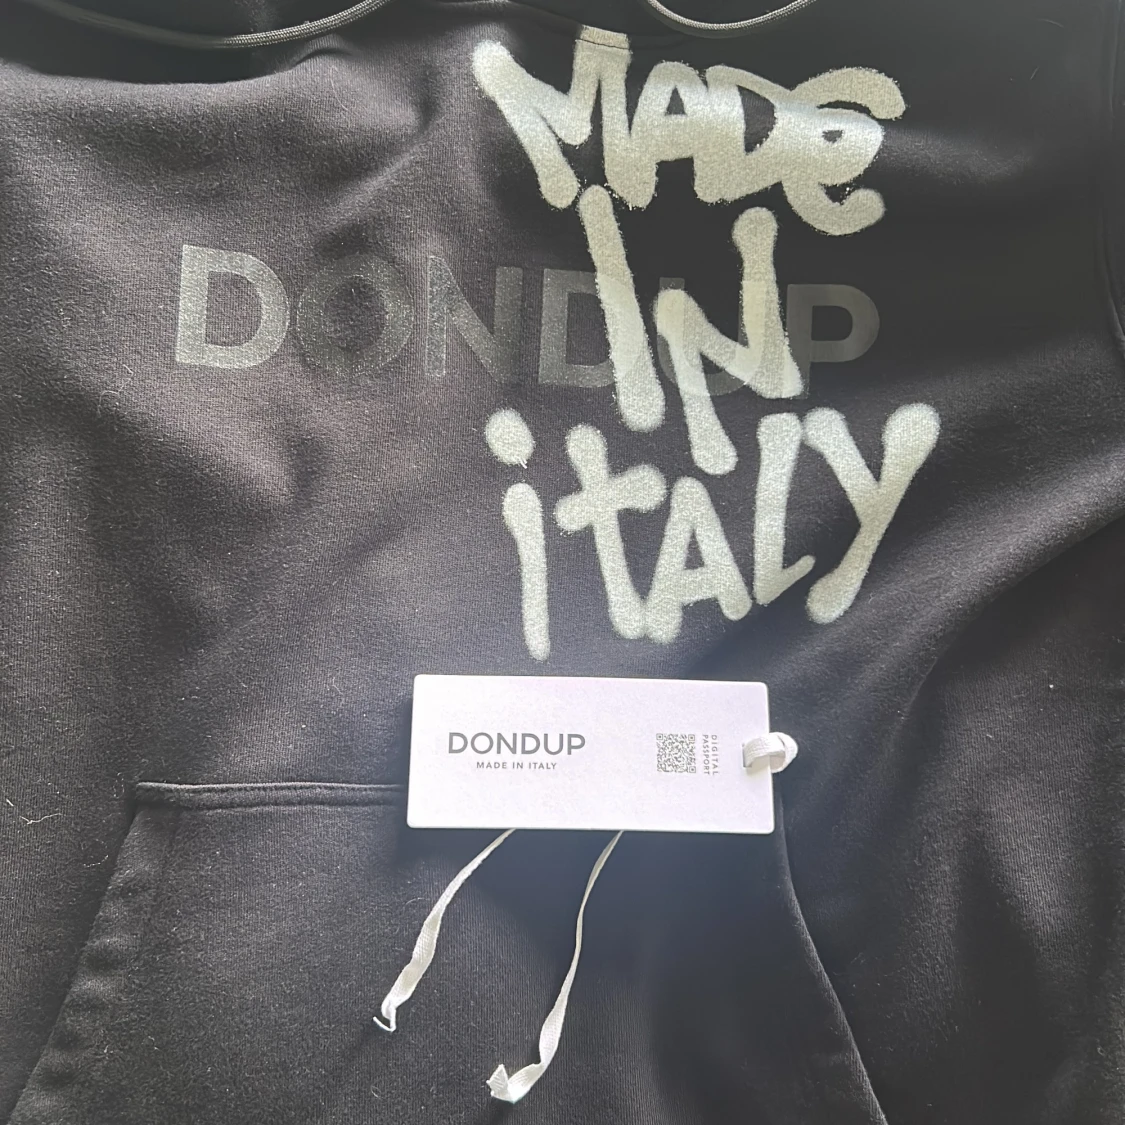 MADE
IN
DONDUP
iTALY
DONDUP
MADE IN ITALY
DIGITAL
PASSPORT